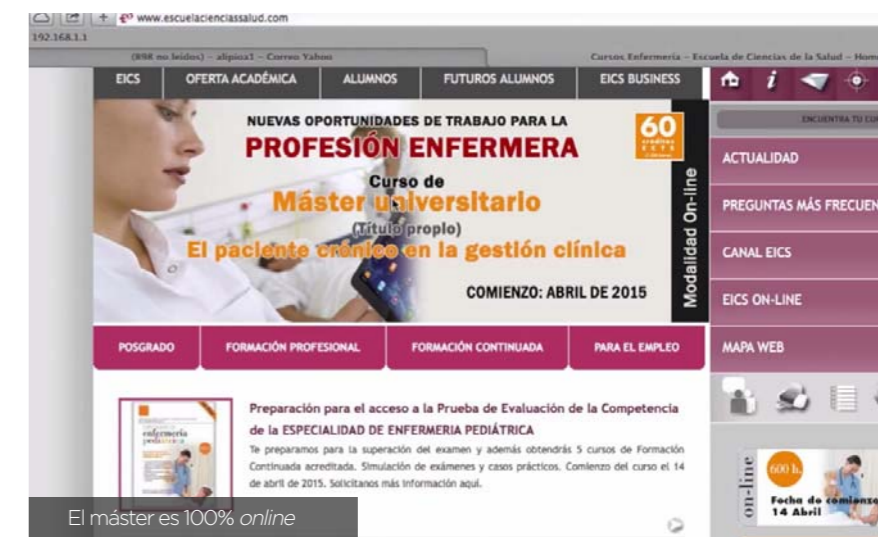 www.escuelacienciassalud.com
192.168.1.1
(898 no leídos) – alipiox1 – Correo Yahoo
Cursos Enfermería – Escuela de Ciencias de la Salud – Home
EICS
OFERTA ACADÉMICA
ALUMNOS
FUTUROS ALUMNOS
EICS BUSINESS
ENCUENTRA TU CUR
NUEVAS OPORTUNIDADES DE TRABAJO PARA LA
PROFESIÓN ENFERMERA
60
créditos
ECTS
Curso de
Máster universitario
(Título propio)
El paciente crónico en la gestión clínica
COMIENZO: ABRIL DE 2015
Modalidad On-line
ACTUALIDAD
PREGUNTAS MÁS FRECUEN
CANAL EICS
EICS ON-LINE
MAPA WEB
POSGRADO
FORMACIÓN PROFESIONAL
FORMACIÓN CONTINUADA
PARA EL EMPLEO
enfermería
pediátrica
Preparación para el acceso a la Prueba de Evaluación de la Competencia
de la ESPECIALIDAD DE ENFERMERIA PEDIÁTRICA
Te preparamos para la superación del examen y además obtendrás 5 cursos de Formación
Continuada acreditada. Simulación de exámenes y casos prácticos. Comienzo del curso el 14
de abril de 2015. Solicitanos más información aquí.
on-line
600 h.
Fecha de comienzo
14 Abril
El máster es 100% online